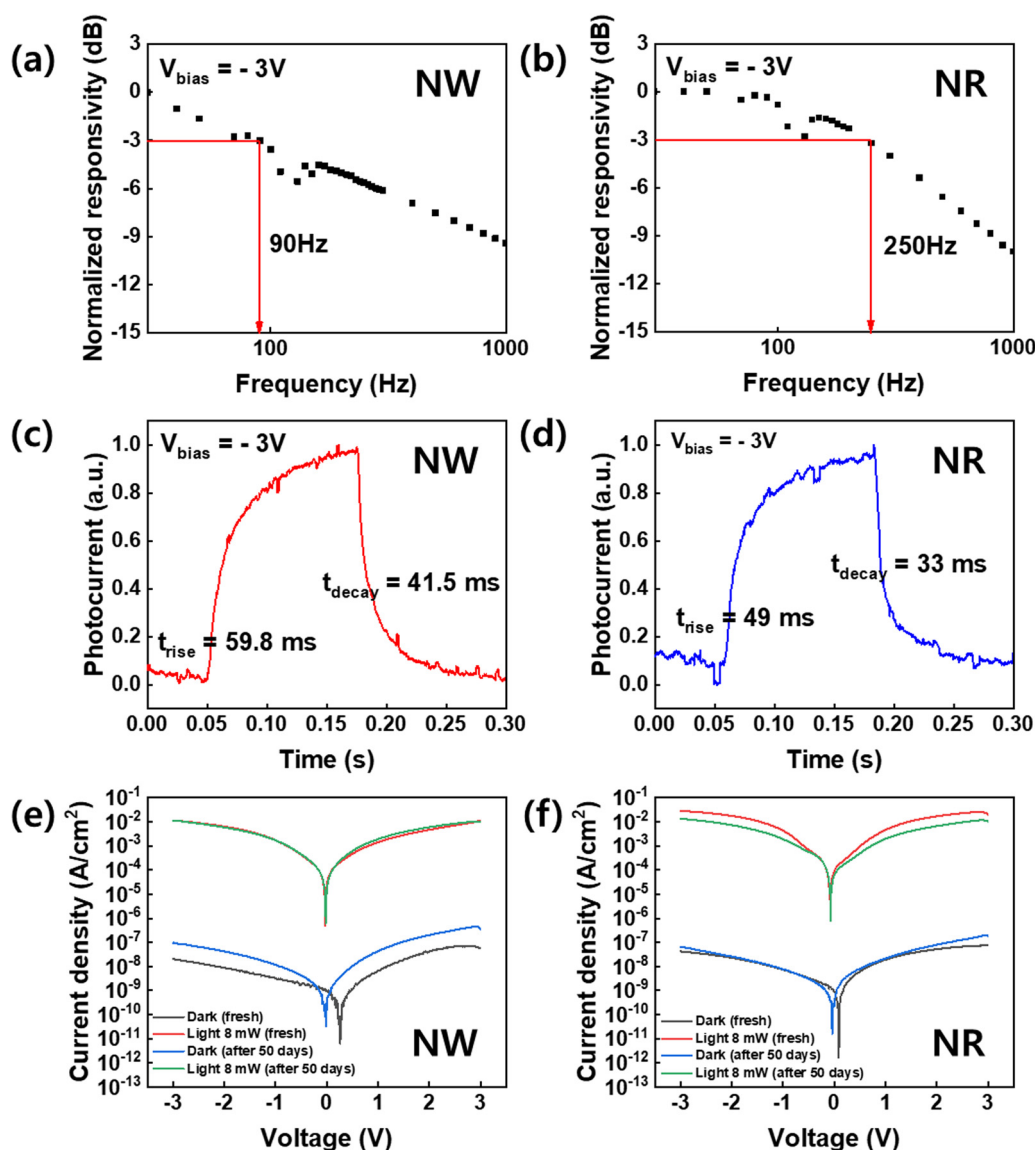 (a)
V_bias = - 3V
NW
Normalized responsivity (dB)
3
0
-3
-6
-9
-12
-15
90Hz
100
1000
Frequency (Hz)
(b)
V_bias = - 3V
NR
Normalized responsivity (dB)
3
0
-3
-6
-9
-12
-15
250Hz
100
1000
Frequency (Hz)
(c)
V_bias = - 3V
NW
Photocurrent (a.u.)
1.0
0.8
0.6
0.4
0.2
0.0
t_decay = 41.5 ms
t_rise = 59.8 ms
0.00 0.05 0.10 0.15 0.20 0.25 0.30
Time (s)
(d)
V_bias = - 3V
NR
Photocurrent (a.u.)
1.0
0.8
0.6
0.4
0.2
0.0
t_decay = 33 ms
t_rise = 49 ms
0.00 0.05 0.10 0.15 0.20 0.25 0.30
Time (s)
(e)
Current density (A/cm²)
10⁻¹
10⁻²
10⁻³
10⁻⁴
10⁻⁵
10⁻⁶
10⁻⁷
10⁻⁸
10⁻⁹
10⁻¹⁰
10⁻¹¹
10⁻¹²
10⁻¹³
Dark (fresh)
Light 8 mW (fresh)
Dark (after 50 days)
Light 8 mW (after 50 days)
NW
-3 -2 -1 0 1 2 3
Voltage (V)
(f)
Current density (A/cm²)
10⁻¹
10⁻²
10⁻³
10⁻⁴
10⁻⁵
10⁻⁶
10⁻⁷
10⁻⁸
10⁻⁹
10⁻¹⁰
10⁻¹¹
10⁻¹²
10⁻¹³
Dark (fresh)
Light 8 mW (fresh)
Dark (after 50 days)
Light 8 mW (after 50 days)
NR
-3 -2 -1 0 1 2 3
Voltage (V)